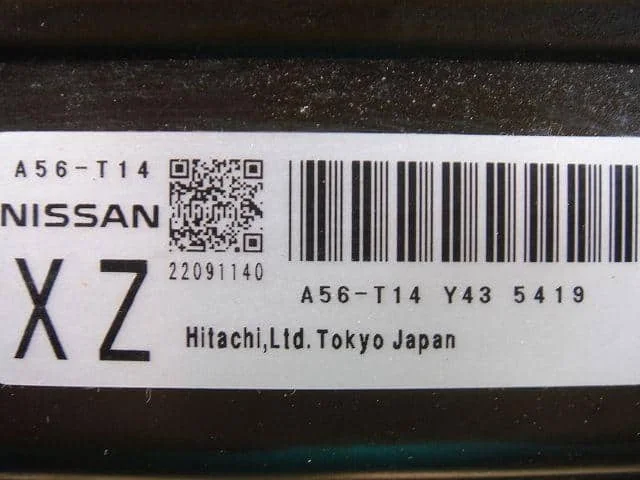 A56-T14
NISSAN
XZ
22091140
A56-T14 Y43 5419
Hitachi,Ltd.Tokyo Japan